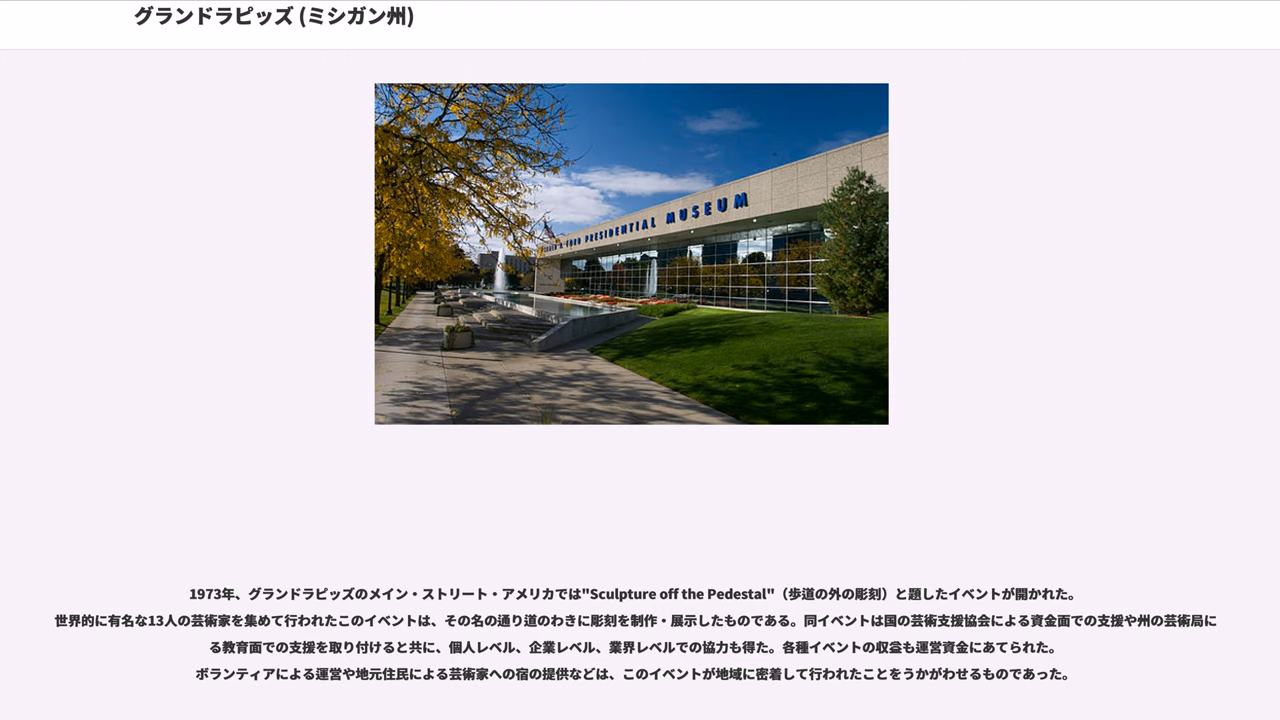 グランドラピッズ (ミシガン州)
FORD PRESIDENTIAL MUSEUM
1973年、グランドラピッズのメイン・ストリート・アメリカでは"Sculpture off the Pedestal"（歩道の外の彫刻）と題したイベントが開かれた。
世界的に有名な13人の芸術家を集めて行われたこのイベントは、その名の通り道のわきに彫刻を制作・展示したものである。同イベントは国の芸術支援協会による資金面での支援や州の芸術局に
る教育面での支援を取り付けると共に、個人レベル、企業レベル、業界レベルでの協力も得た。各種イベントの収益も運営資金にあてられた。
ボランティアによる運営や地元住民による芸術家への宿の提供などは、このイベントが地域に密着して行われたことをうかがわせるものであった。